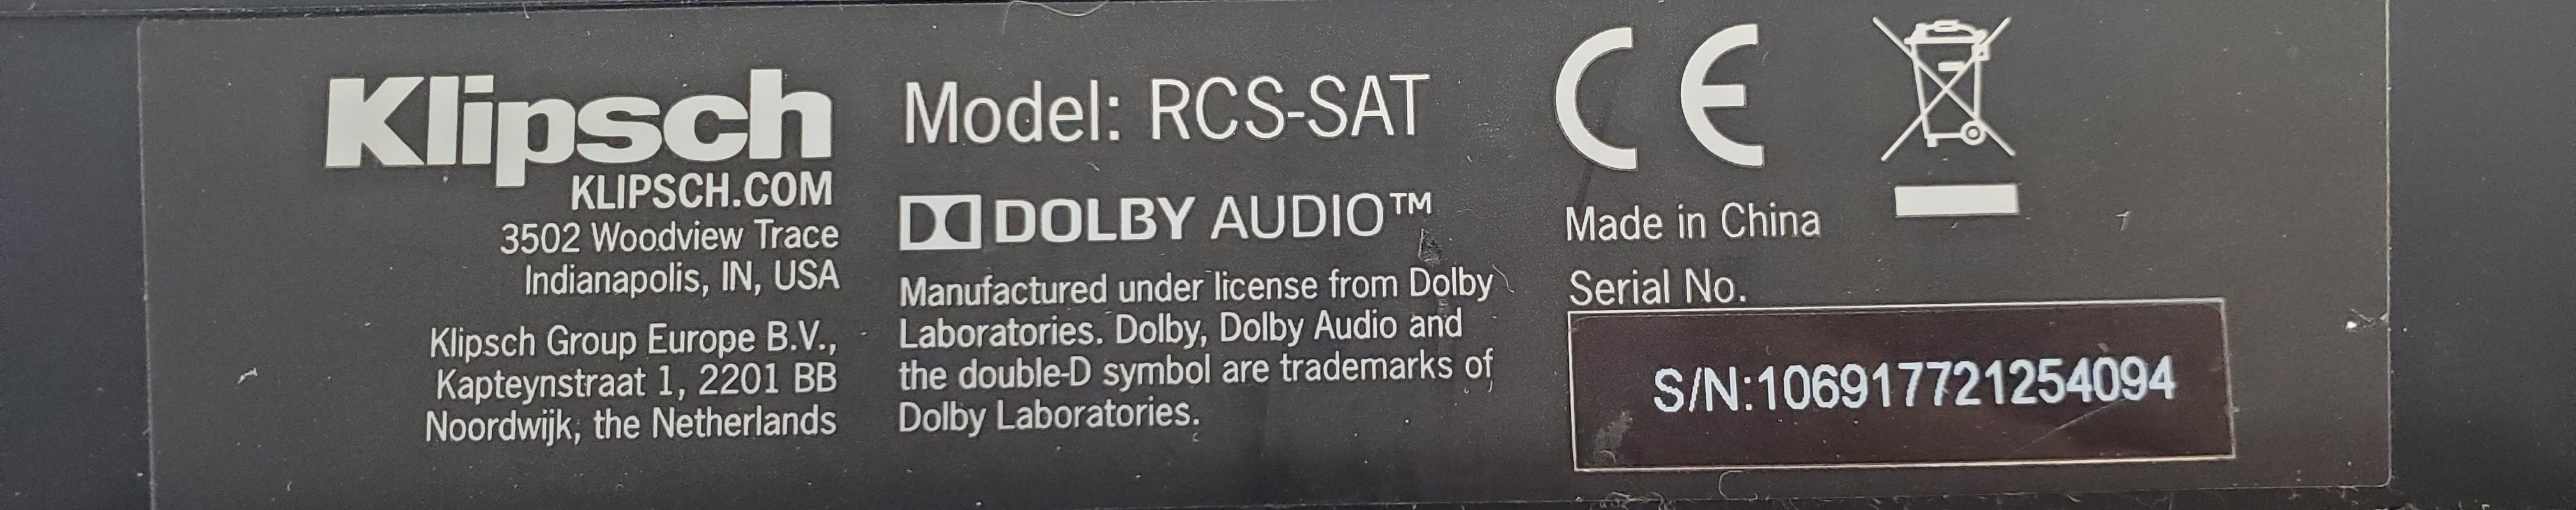 Klipsch
KLIPSCH.COM
3502 Woodview Trace
Indianapolis, IN, USA
Klipsch Group Europe B.V.,
Kapteynstraat 1, 2201 BB
Noordwijk, the Netherlands
Model: RCS-SAT
DOLBY AUDIO™
Manufactured under license from Dolby
Laboratories. Dolby, Dolby Audio and
the double-D symbol are trademarks of
Dolby Laboratories.
CE
Made in China
Serial No.
S/N:106917721254094